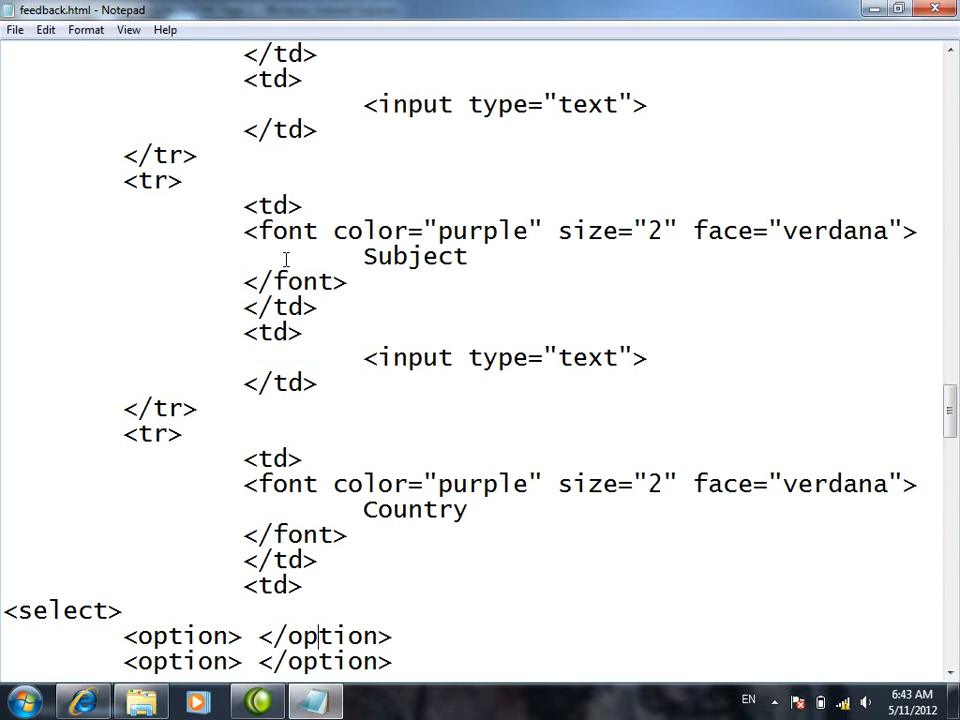 feedback.html - Notepad
File Edit Format View Help
</td>
<td>
<input type="text">
</td>
</tr>
<tr>
<td>
<font color="purple" size="2" face="verdana">
Subject
</font>
</td>
<td>
<input type="text">
</td>
</tr>
<tr>
<td>
<font color="purple" size="2" face="verdana">
Country
</font>
</td>
<td>
<select>
<option> </option>
<option> </option>
EN
6:43 AM
5/11/2012